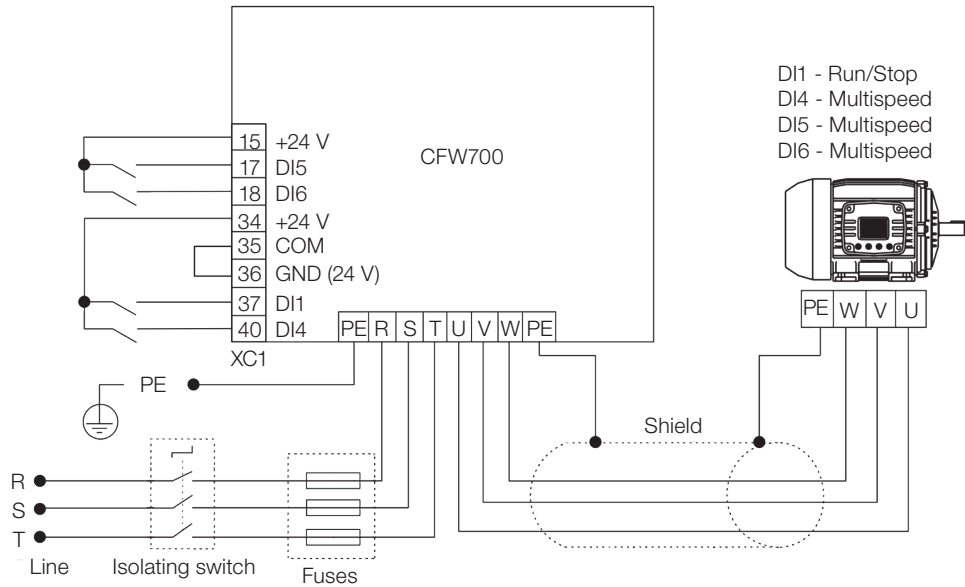 DI1 - Run/Stop
DI4 - Multispeed
DI5 - Multispeed
DI6 - Multispeed
CFW700
15 +24 V
17 DI5
18 DI6
34 +24 V
35 COM
36 GND (24 V)
37 DI1
40 DI4
XC1
PE R S T U V W PE
PE W V U
PE
Shield
R
S
T
Line
Isolating switch
Fuses